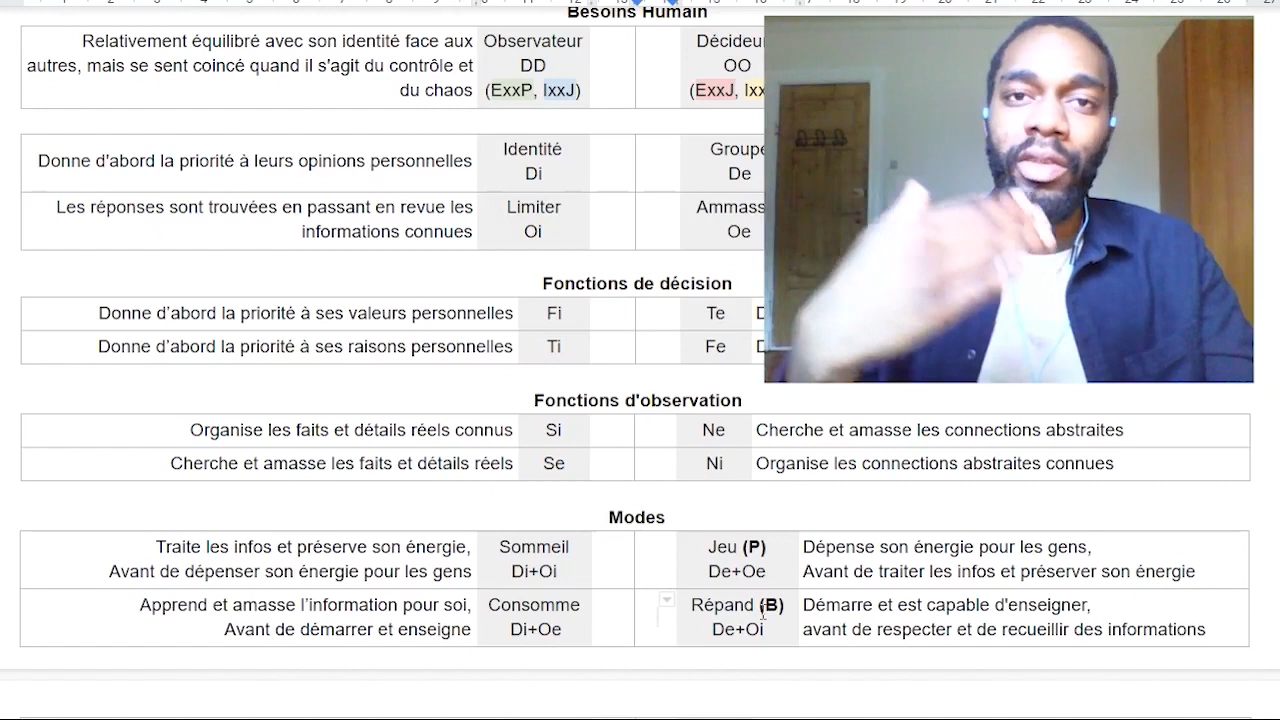 Besoins Humain
Relativement équilibré avec son identité face aux
autres, mais se sent coincé quand il s'agit du contrôle et
du chaos
Observateur
DD
(ExxP, IxxJ)
OO
(ExxJ,
Donne d'abord la priorité à leurs opinions personnelles
Identité
Di
Groupe
De
Les réponses sont trouvées en passant en revue les
informations connues
Limiter
Oi
Oe
Fonctions de décision
Donne d’abord la priorité à ses valeurs personnelles
Fi
Te
Donne d’abord la priorité à ses raisons personnelles
Ti
Fe
Fonctions d'observation
Organise les faits et détails réels connus
Si
Ne
Cherche et amasse les connections abstraites
Cherche et amasse les faits et détails réels
Se
Ni
Organise les connections abstraites connues
Modes
Traite les infos et préserve son énergie,
Avant de dépenser son énergie pour les gens
Sommeil
Di+Oi
Jeu (P)
De+Oe
Dépense son énergie pour les gens,
Avant de traiter les infos et préserver son énergie
Apprend et amasse l’information pour soi,
Avant de démarrer et enseigne
Consomme
Di+Oe
Répand (B)
De+Oi
Démarre et est capable d'enseigner,
avant de respecter et de recueillir des informations